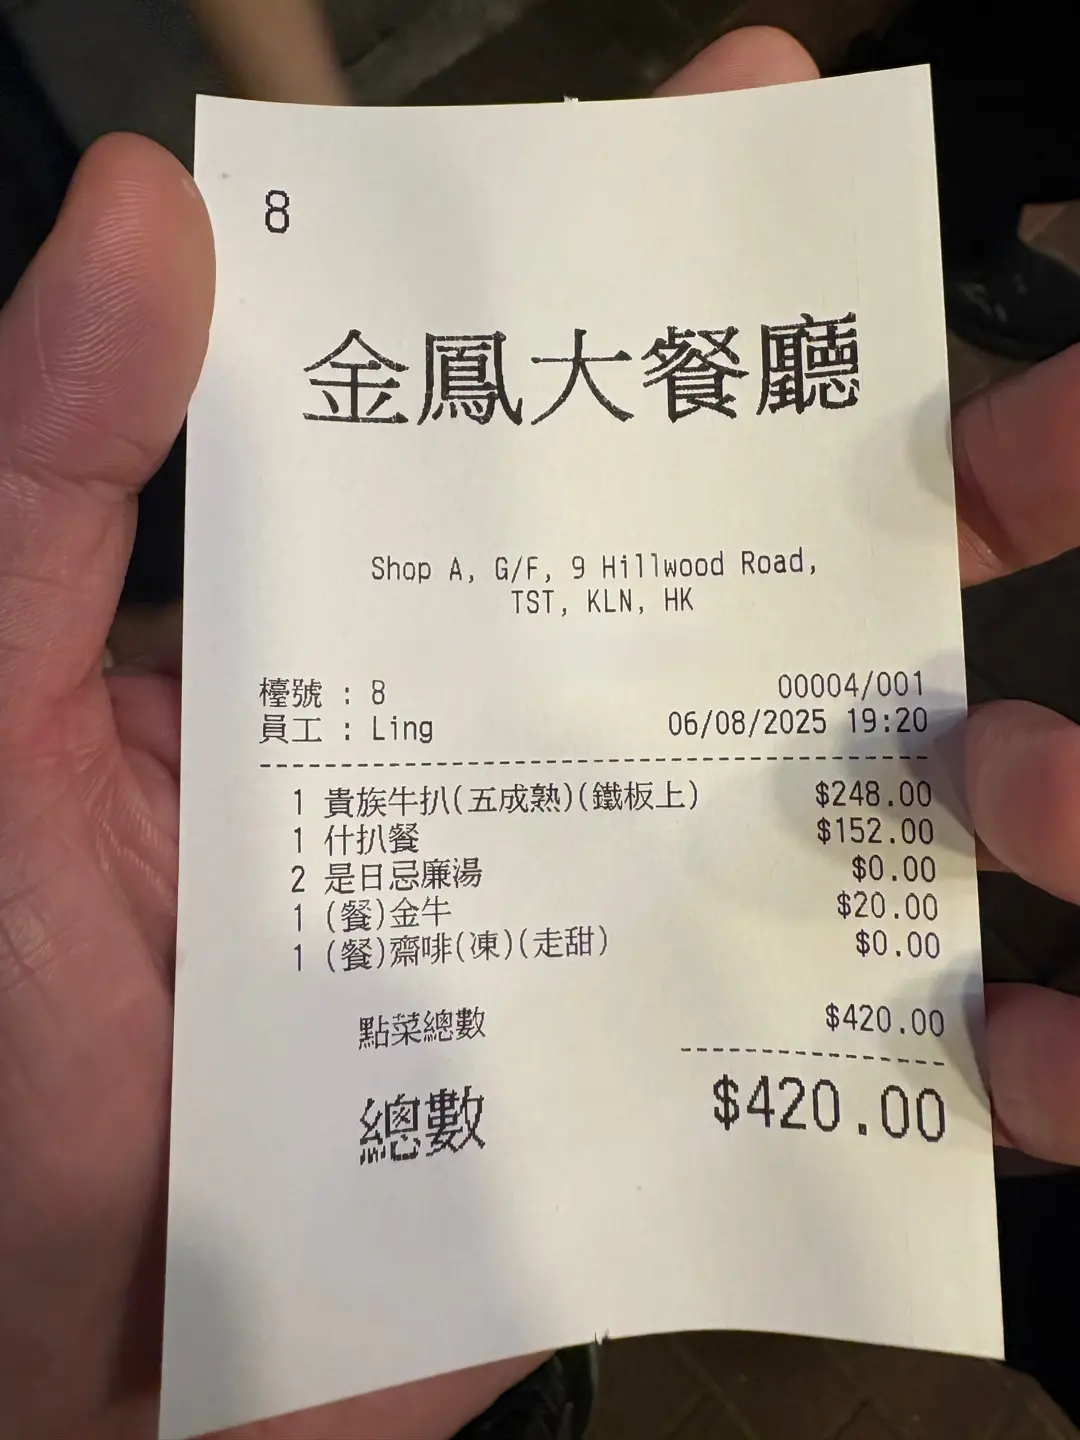 8
金鳳大餐廳
Shop A, G/F, 9 Hillwood Road,
TST, KLN, HK
檯號 : 8 00004/001
員工 : Ling 06/08/2025 19:20
1 貴族牛扒(五成熟)(鐵板上) $248.00
1 什扒餐 $152.00
2 是日忌廉湯 $0.00
1 (餐)金牛 $20.00
1 (餐)齋啡(凍)(走甜) $0.00
點菜總數 $420.00
總數 $420.00